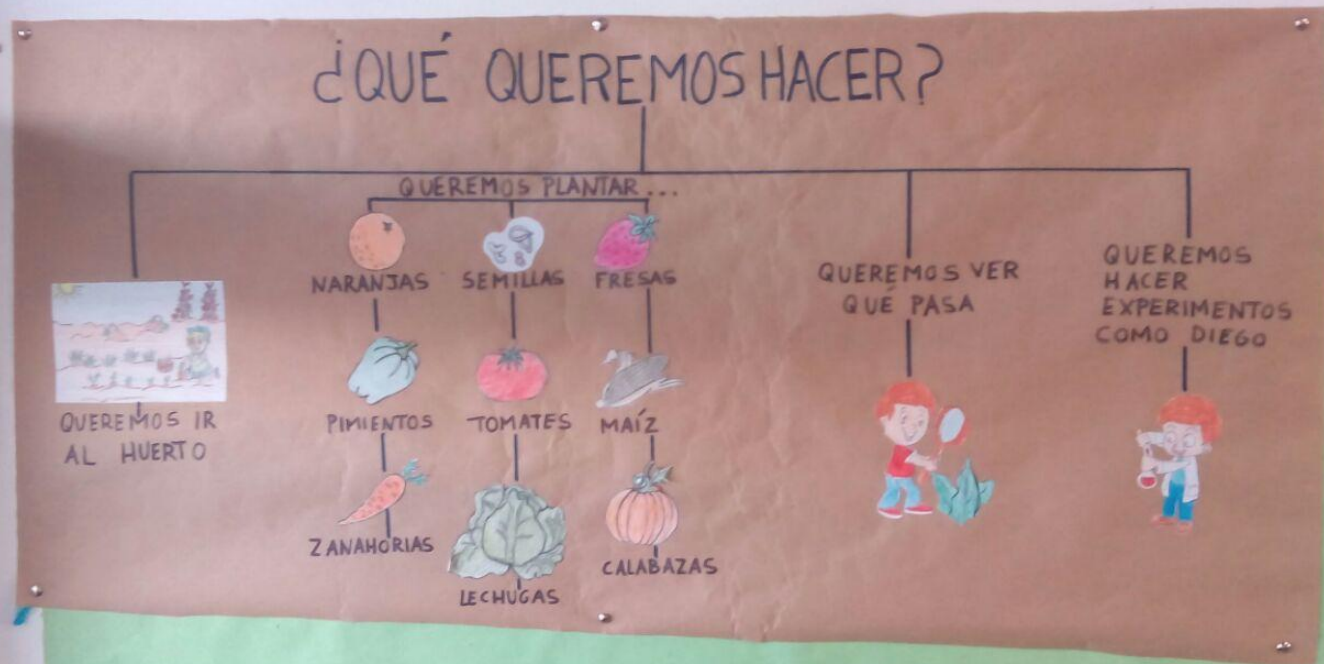 ¿QUÉ QUEREMOS HACER?
QUEREMOS PLANTAR...
NARANJAS
SEMILLAS
FRESAS
PIMIENTOS
TOMATES
MAÍZ
ZANAHORIAS
LECHUGAS
CALABAZAS
QUEREMOS IR
AL HUERTO
QUEREMOS VER
QUÉ PASA
QUEREMOS
HACER
EXPERIMENTOS
COMO DIEGO